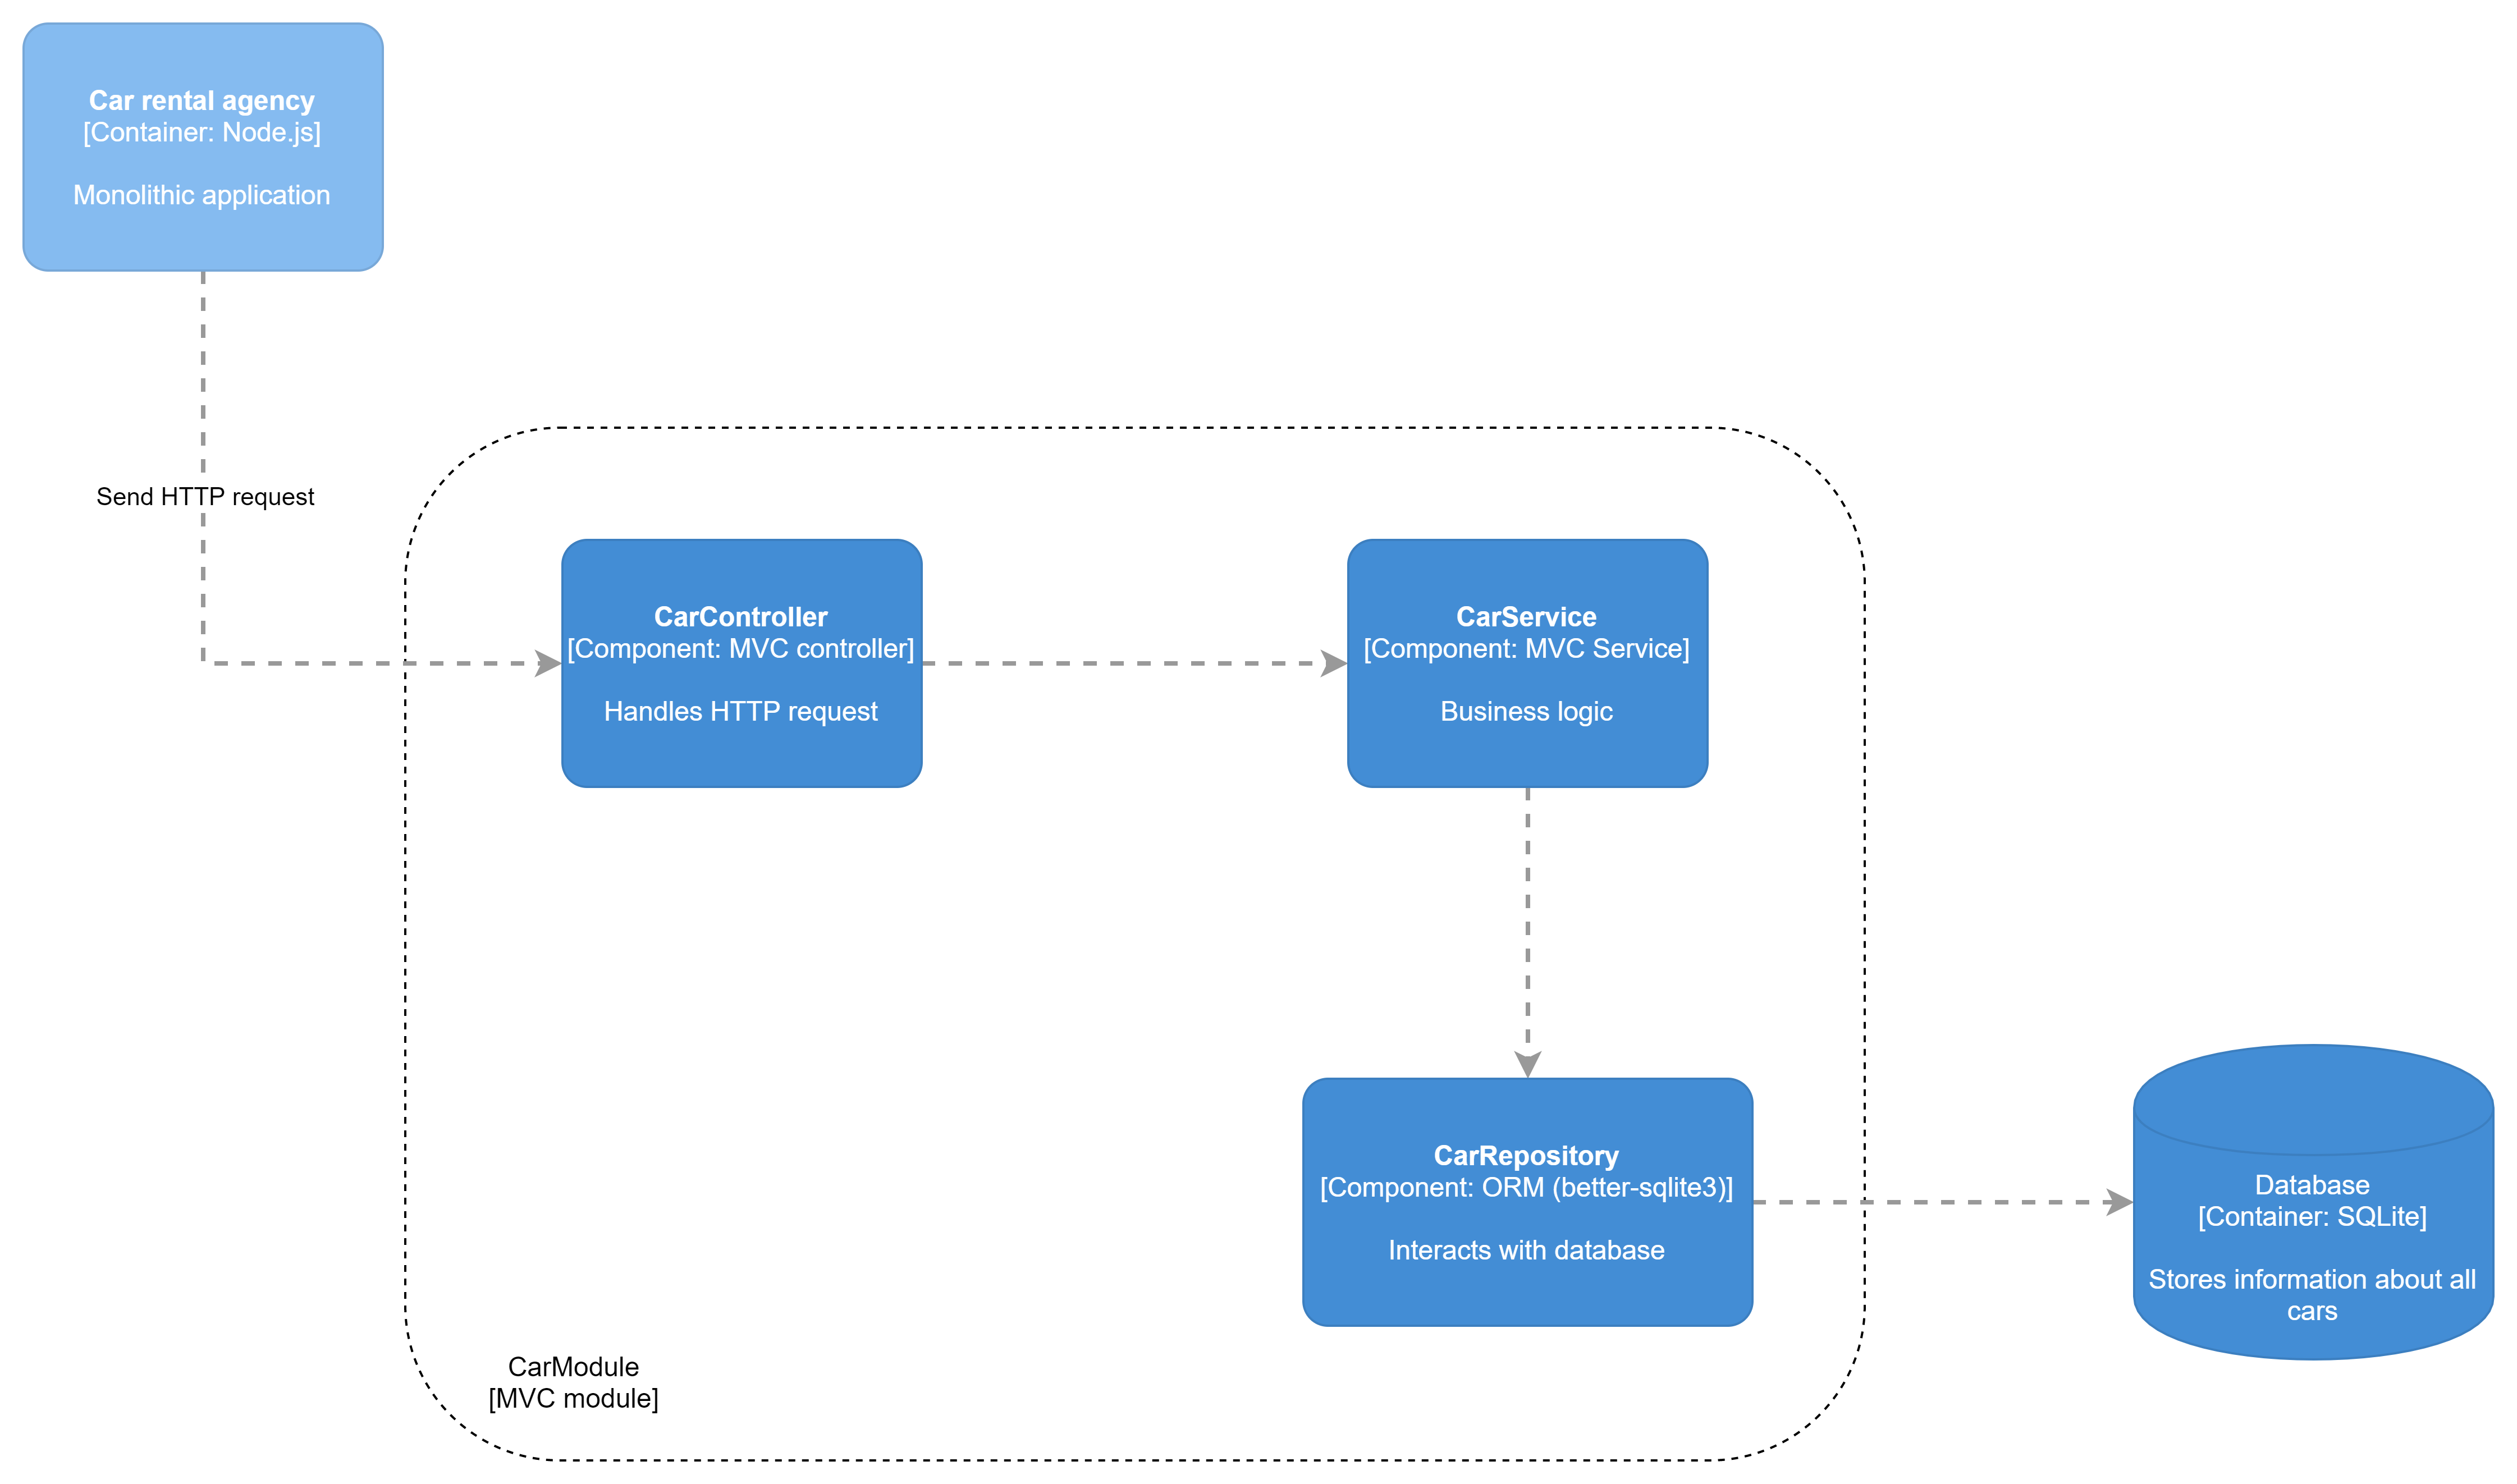 Car rental agency
[Container: Node.js]
Monolithic application
Send HTTP request
CarController
[Component: MVC controller]
Handles HTTP request
CarService
[Component: MVC Service]
Business logic
CarRepository
[Component: ORM (better-sqlite3)]
Interacts with database
Database
[Container: SQLite]
Stores information about all
cars
CarModule
[MVC module]